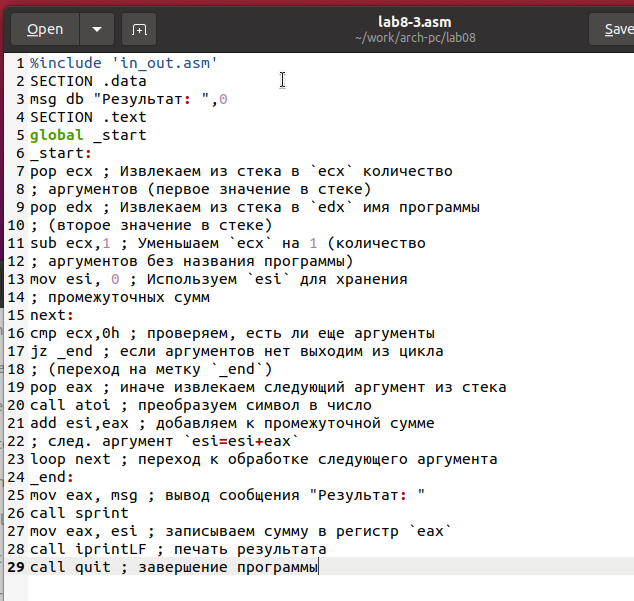 Open
lab8-3.asm
~/work/arch-pc/lab08
Save
1 %include 'in_out.asm'
2 SECTION .data
3 msg db "Результат: ",0
4 SECTION .text
5 global _start
6 _start:
7 pop ecx ; Извлекаем из стека в `ecx` количество
8 ; аргументов (первое значение в стеке)
9 pop edx ; Извлекаем из стека в `edx` имя программы
10 ; (второе значение в стеке)
11 sub ecx,1 ; Уменьшаем `ecx` на 1 (количество
12 ; аргументов без названия программы)
13 mov esi, 0 ; Используем `esi` для хранения
14 ; промежуточных сумм
15 next:
16 cmp ecx,0h ; проверяем, есть ли еще аргументы
17 jz _end ; если аргументов нет выходим из цикла
18 ; (переход на метку `_end`)
19 pop eax ; иначе извлекаем следующий аргумент из стека
20 call atoi ; преобразуем символ в число
21 add esi,eax ; добавляем к промежуточной сумме
22 ; след. аргумент `esi=esi+eax`
23 loop next ; переход к обработке следующего аргумента
24 _end:
25 mov eax, msg ; вывод сообщения "Результат: "
26 call sprint
27 mov eax, esi ; записываем сумму в регистр `eax`
28 call iprintLF ; печать результата
29 call quit ; завершение программы